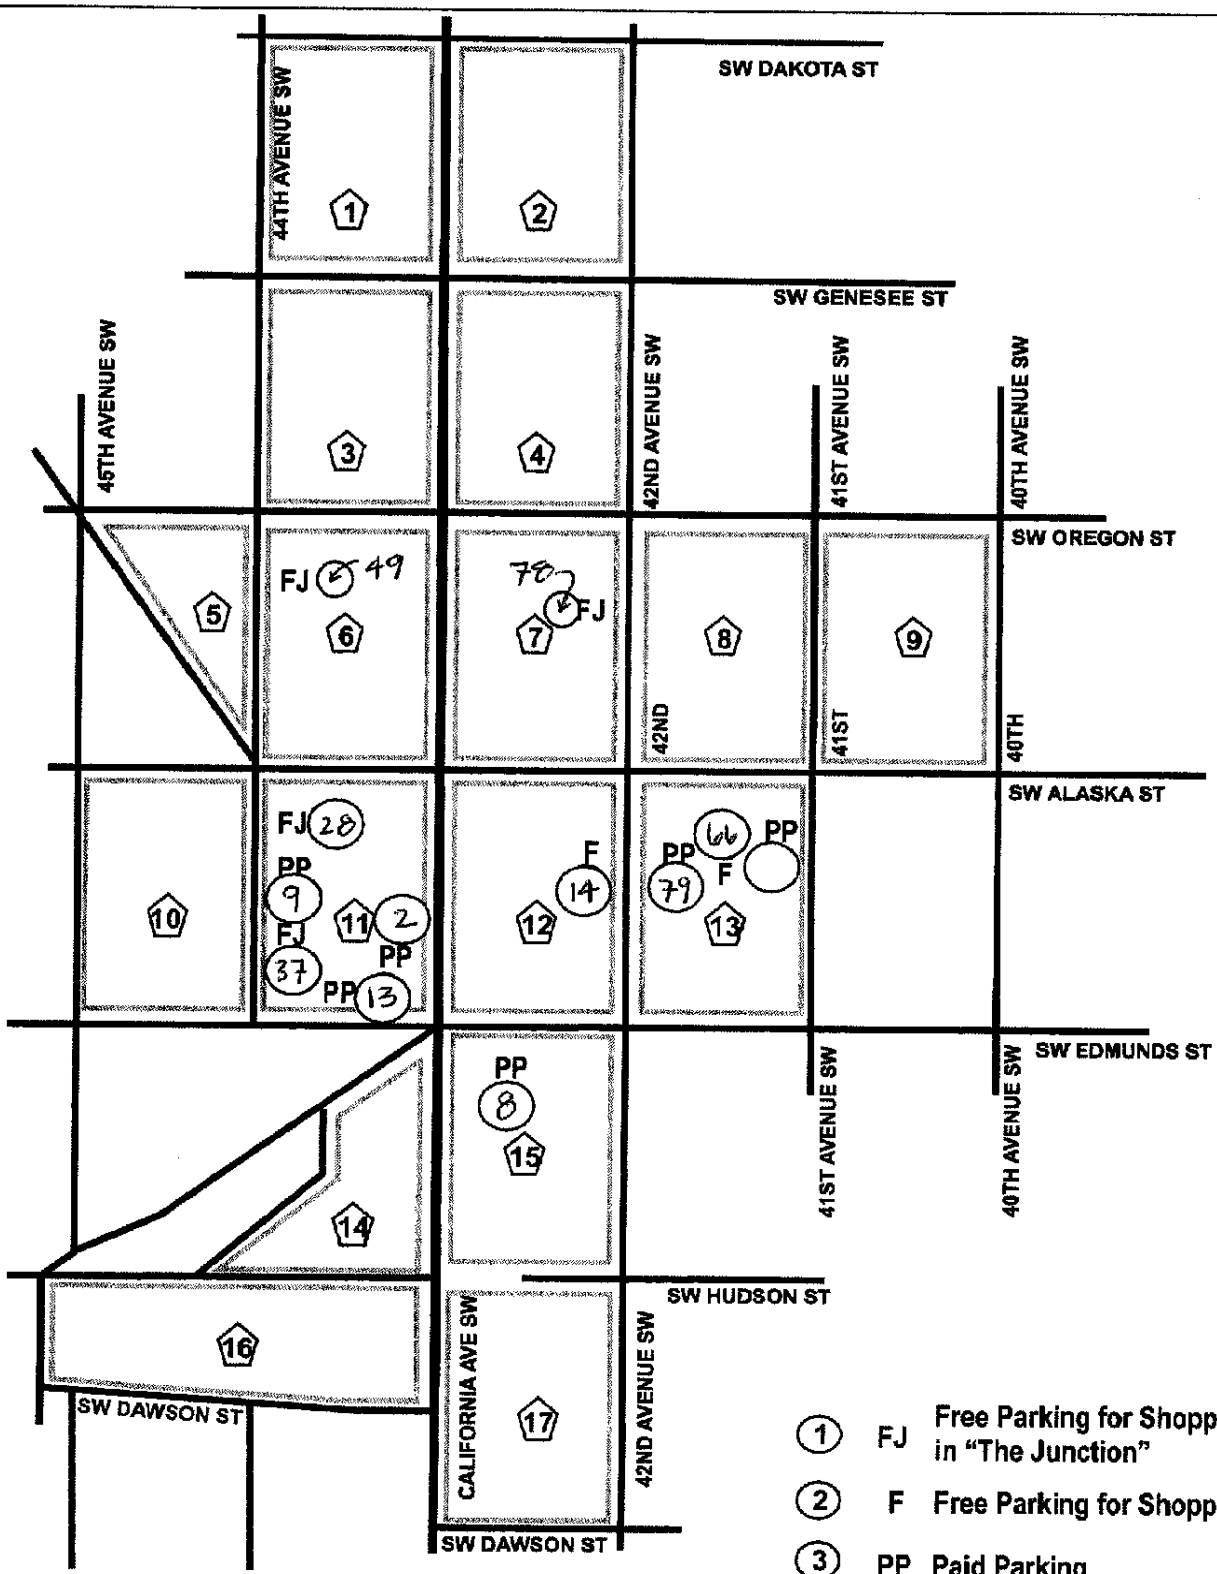 SW DAKOTA ST
44TH AVENUE SW
1
2
SW GENESEE ST
45TH AVENUE SW
42ND AVENUE SW
41ST AVENUE SW
40TH AVENUE SW
3
4
SW OREGON ST
FJ 49
78 FJ
5
6
7
8
9
42ND
41ST
40TH
SW ALASKA ST
FJ 28
PP
9
FJ
37
11
2
PP
PP 13
10
F
14
12
66
PP
PP
79
F
13
SW EDMUNDS ST
PP
8
15
41ST AVENUE SW
40TH AVENUE SW
14
SW HUDSON ST
16
SW DAWSON ST
CALIFORNIA AVE SW
42ND AVENUE SW
17
SW DAWSON ST
1 FJ Free Parking for Shopp
in "The Junction"
2 F Free Parking for Shopp
3 PP Paid Parking